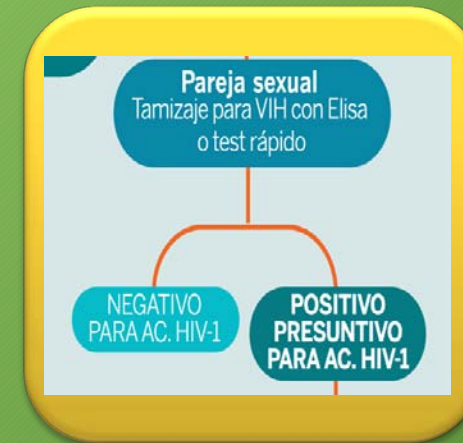 Pareja sexual
Tamizaje para VIH con Elisa
o test rápido
NEGATIVO
PARA AC. HIV-1
POSITIVO
PRESUNTIVO
PARA AC. HIV-1